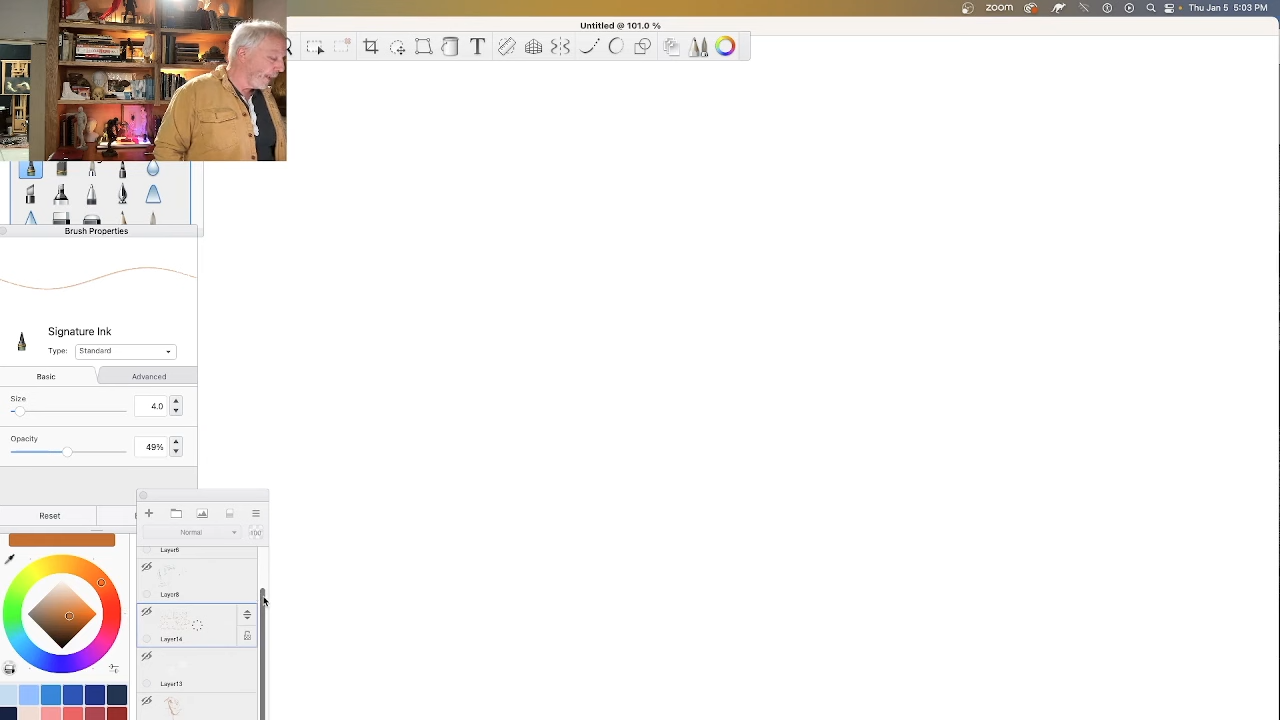 zoom
Thu Jan 5 5:03 PM
Untitled @ 101.0 %
T
Brush Properties
Signature Ink
Type: Standard
Basic
Advanced
Size
4.0
Opacity
49%
Reset
Normal
Layer6
Layer8
Layer14
Layer13